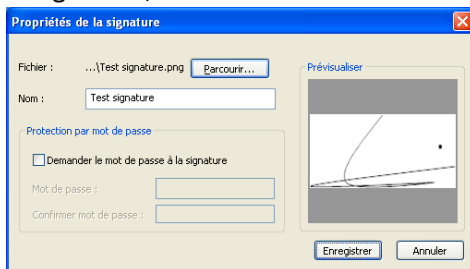 Propriétés de la signature
Fichier : ...\Test signature.png Parcourir...
Nom : Test signature
Protection par mot de passe
Demander le mot de passe à la signature
Mot de passe :
Confirmer mot de passe :
Prévisualiser
Enregistrer Annuler